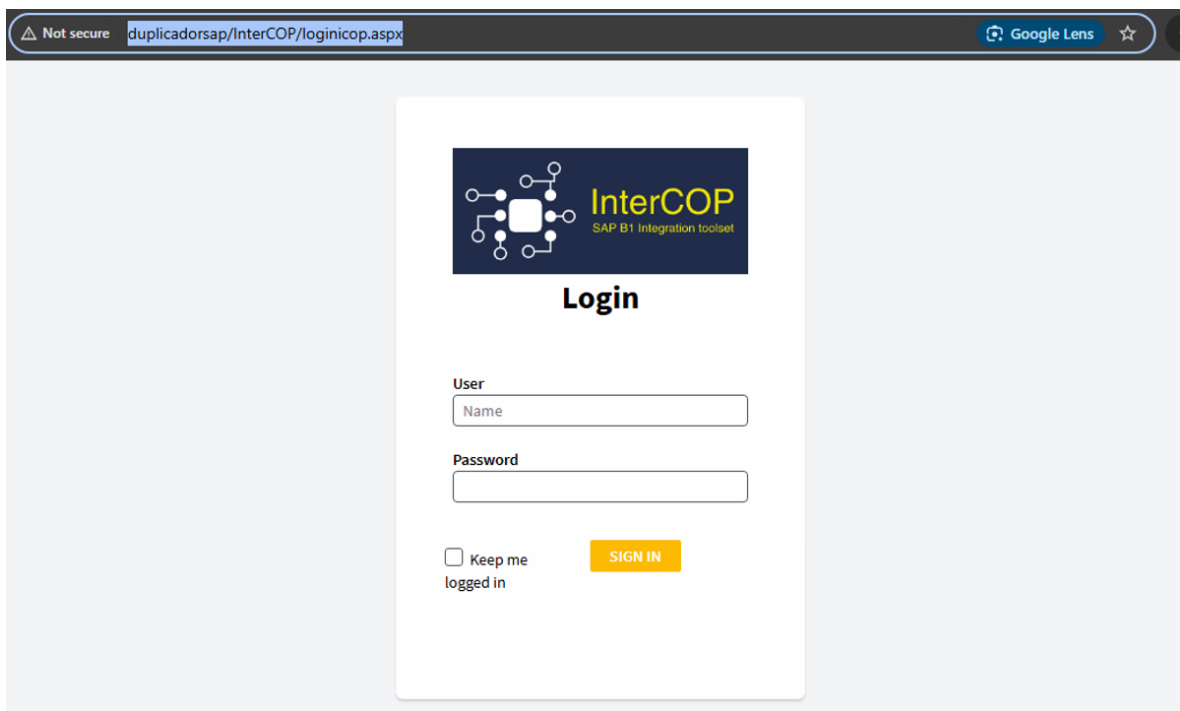 Not secure duplicadorsap/InterCOP/loginicop.aspx Google Lens
InterCOP
SAP B1 Integration toolset
Login
User
Name
Password
Keep me
logged in
SIGN IN